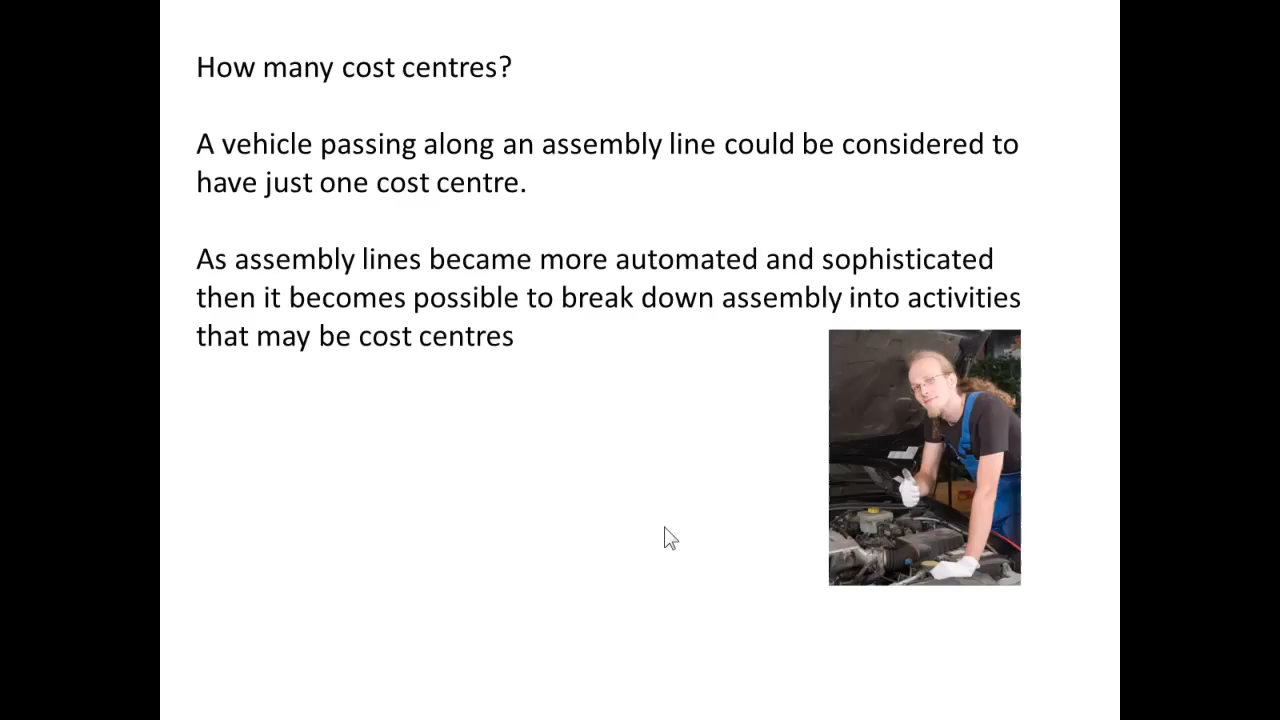 How many cost centres?
A vehicle passing along an assembly line could be considered to
have just one cost centre.
As assembly lines became more automated and sophisticated
then it becomes possible to break down assembly into activities
that may be cost centres